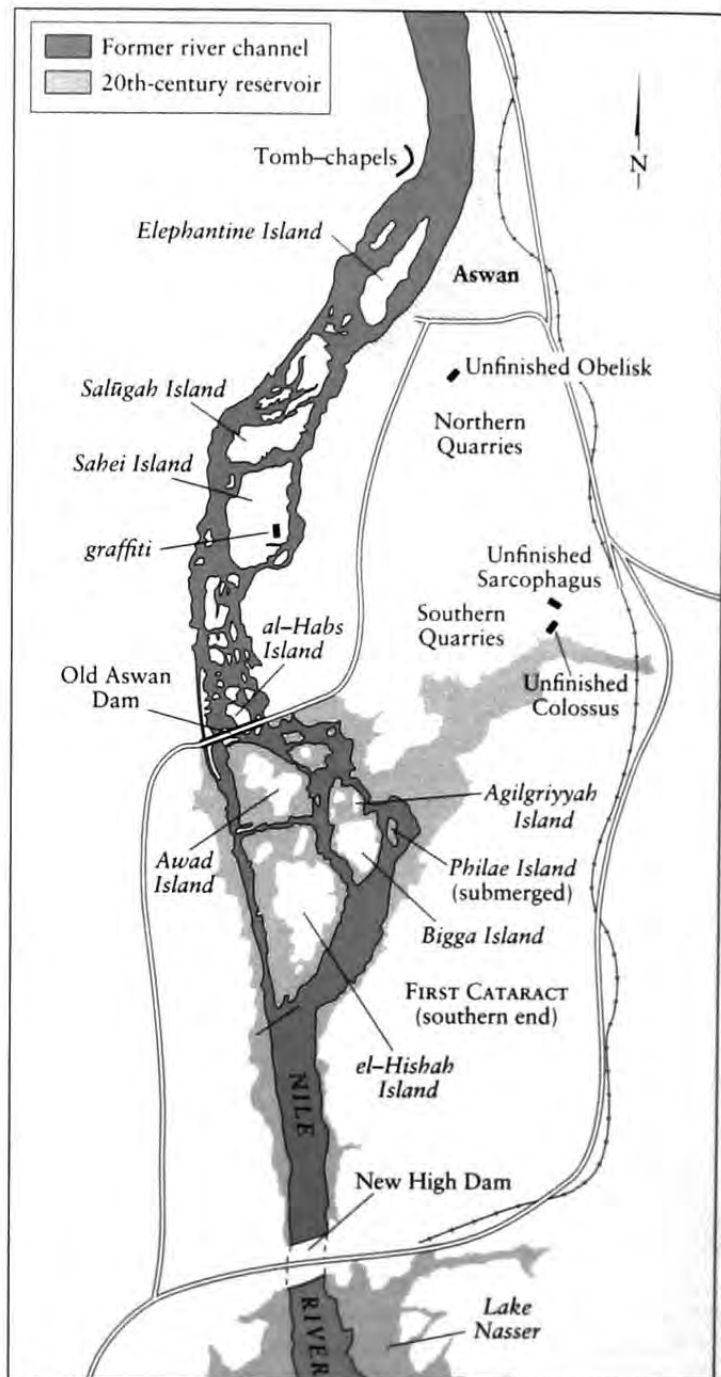 Former river channel
20th-century reservoir
N
Tomb–chapels
Elephantine Island
Aswan
Unfinished Obelisk
Salūgah Island
Northern
Quarries
Sahei Island
graffiti
Unfinished
Sarcophagus
al–Habs
Island
Southern
Quarries
Old Aswan
Dam
Unfinished
Colossus
Agilgriyyah
Island
Awad
Island
Philae Island
(submerged)
Bigga Island
FIRST CATARACT
(southern end)
el–Hishah
Island
NILE
New High Dam
Lake
Nasser
RIVER